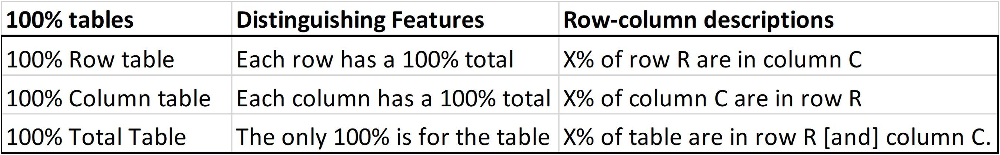 100% tables Distinguishing Features Row-column descriptions
100% Row table Each row has a 100% total X% of row R are in column C
100% Column table Each column has a 100% total X% of column C are in row R
100% Total Table The only 100% is for the table X% of table are in row R [and] column C.